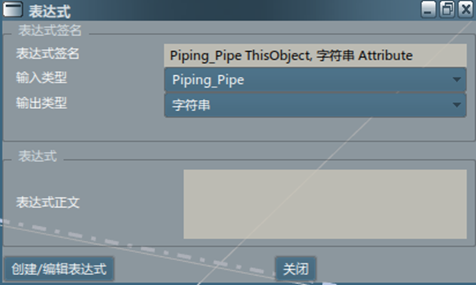 表达式
表达式签名
表达式签名 Piping_Pipe ThisObject, 字符串 Attribute
输入类型 Piping_Pipe
输出类型 字符串
表达式
表达式正文
创建/编辑表达式 关闭